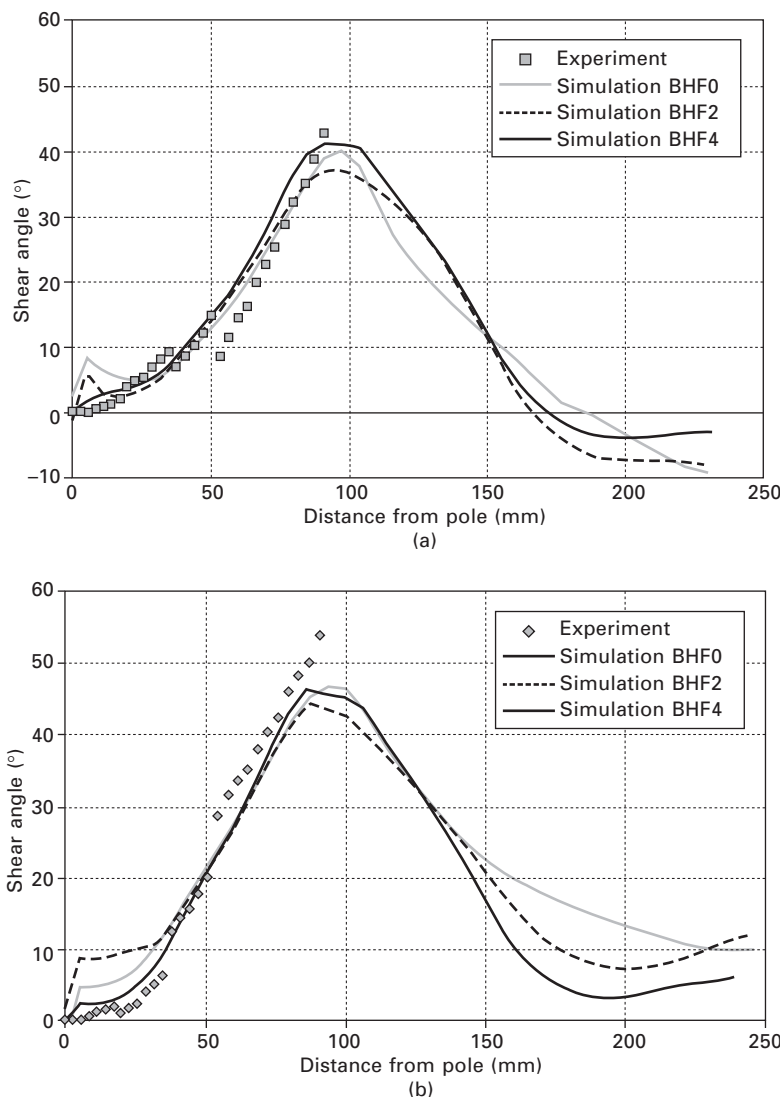 60
50
40
30
20
10
0
−10
Shear angle (°)
Experiment
Simulation BHF0
Simulation BHF2
Simulation BHF4
0 50 100 150 200 250
Distance from pole (mm)
(a)
60
50
40
30
20
10
0
Shear angle (°)
Experiment
Simulation BHF0
Simulation BHF2
Simulation BHF4
0 50 100 150 200 250
Distance from pole (mm)
(b)